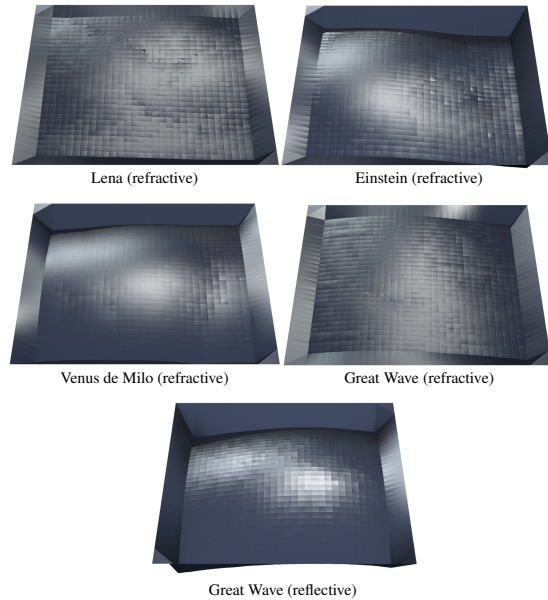 Lena (refractive)
Einstein (refractive)
Venus de Milo (refractive)
Great Wave (refractive)
Great Wave (reflective)